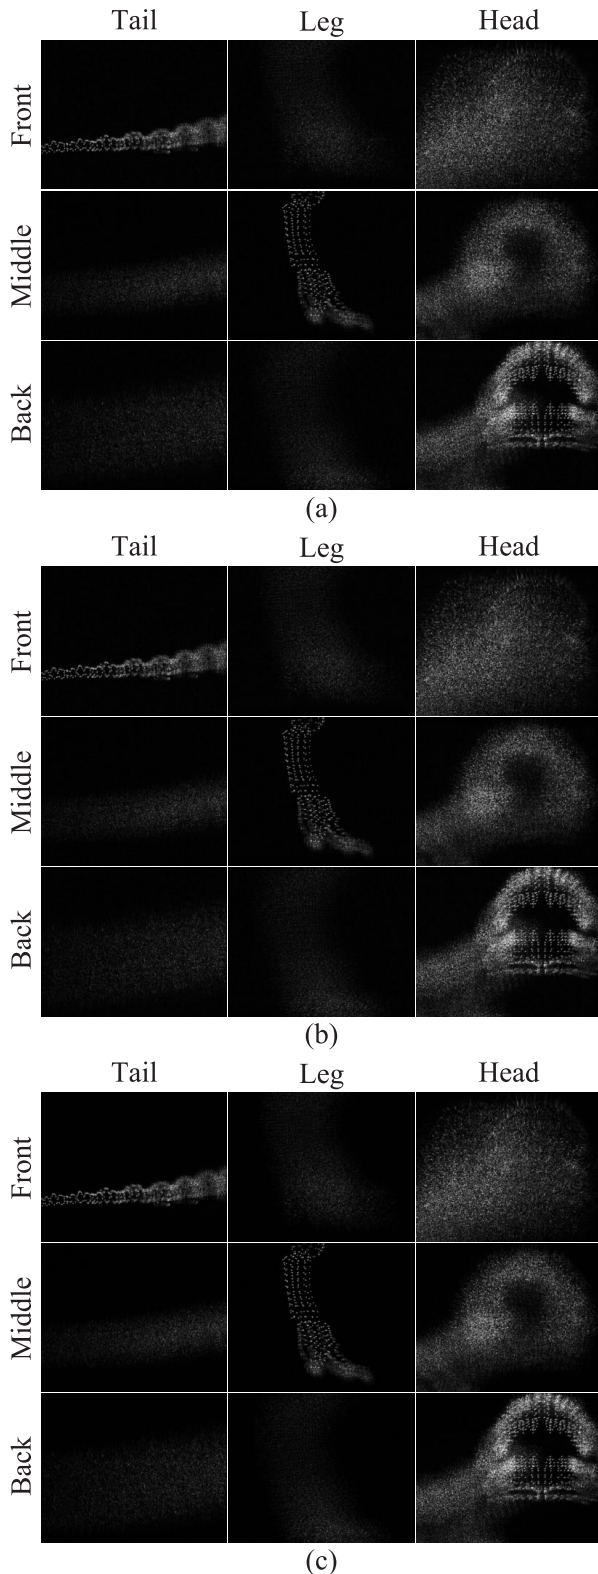 Tail Leg Head
Front
Middle
Back
(a)
Tail Leg Head
Front
Middle
Back
(b)
Tail Leg Head
Front
Middle
Back
(c)